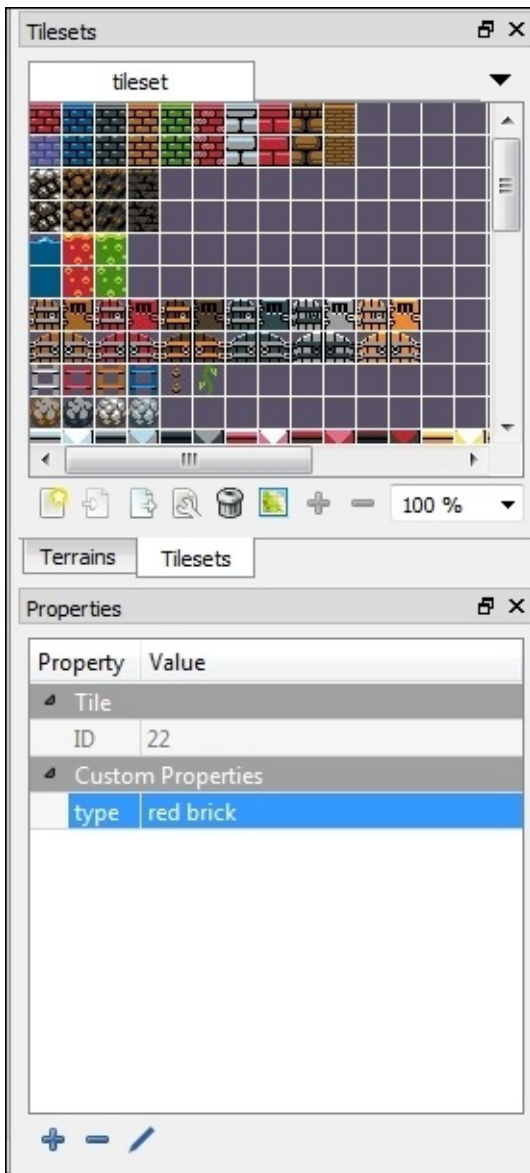 Tilesets
tileset
100 %
Terrains Tilesets
Properties
Property Value
Tile
ID 22
Custom Properties
type red brick